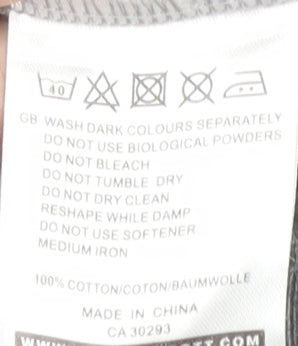 40
GB WASH DARK COLOURS SEPARATELY
DO NOT USE BIOLOGICAL POWDERS
DO NOT BLEACH
DO NOT TUMBLE DRY
DO NOT DRY CLEAN
RESHAPE WHILE DAMP
DO NOT USE SOFTENER
MEDIUM IRON
100% COTTON/COTON/BAUMWOLLE
MADE IN CHINA
CA 30293